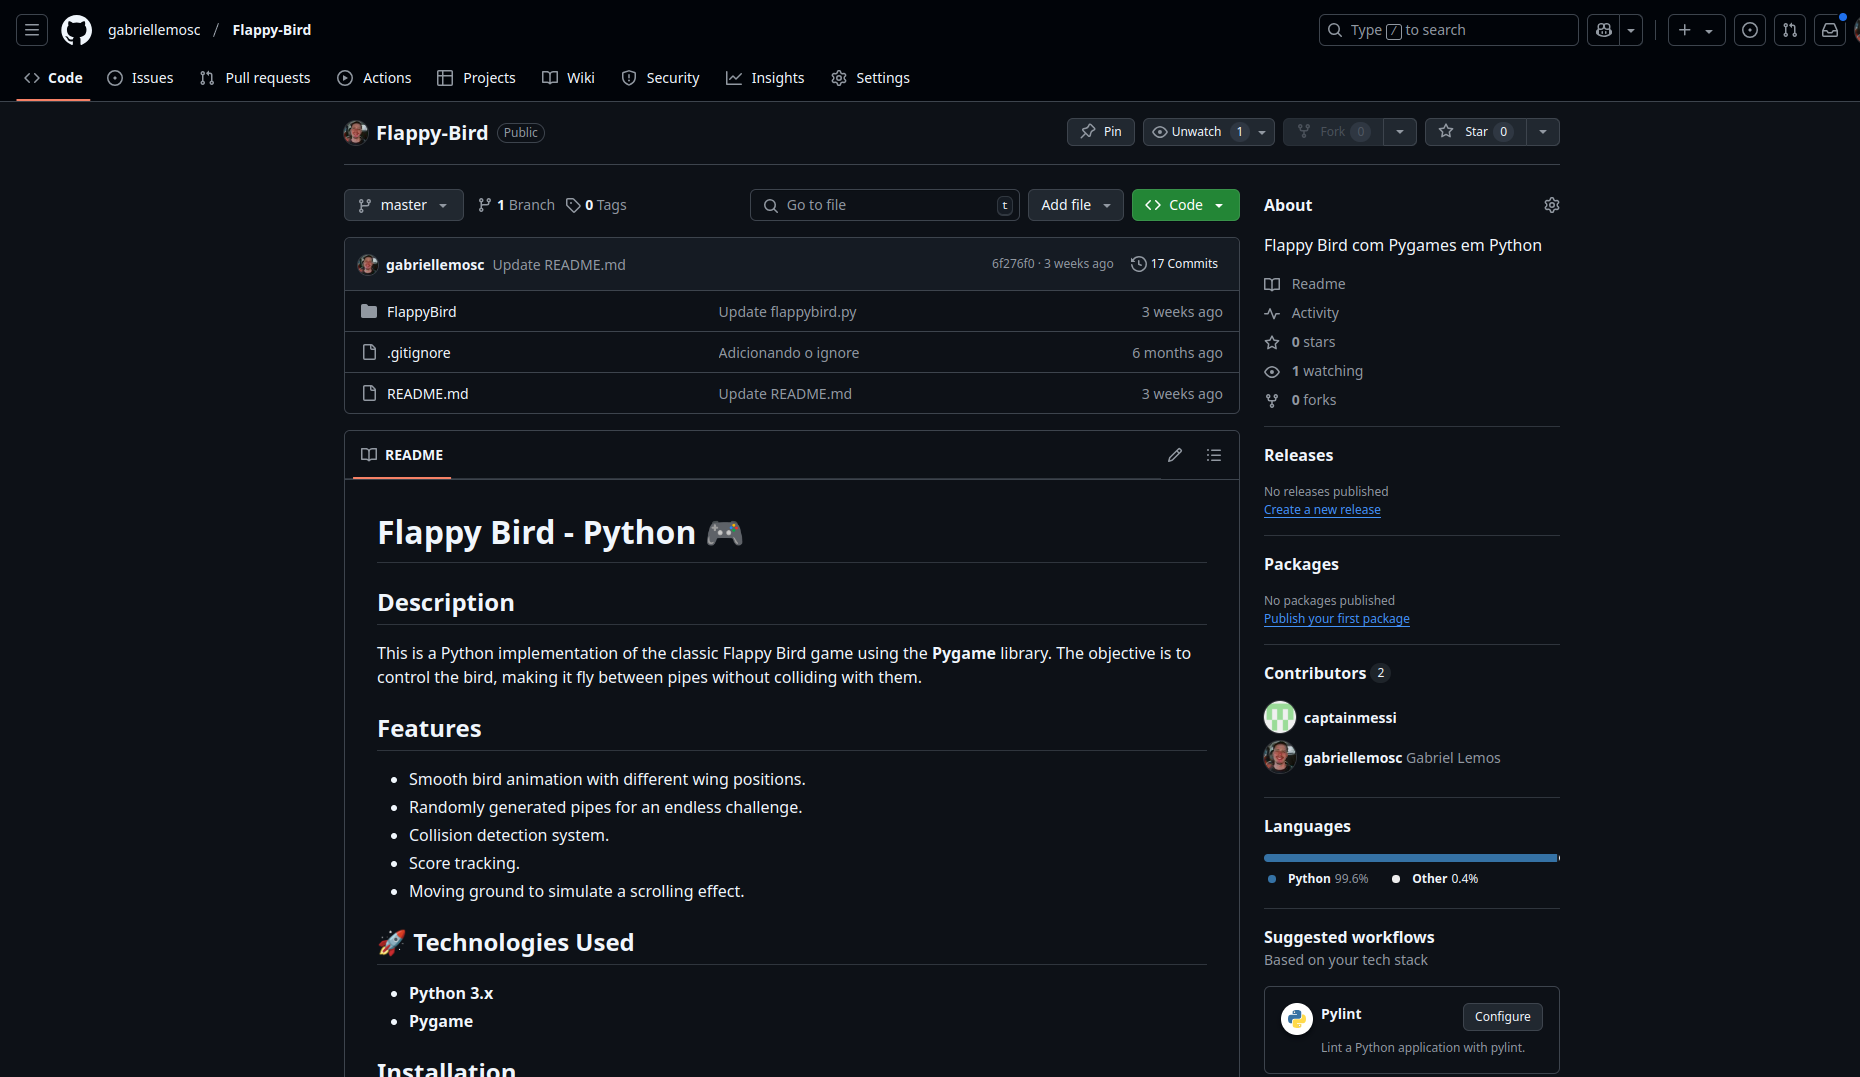 gabriellemosc / Flappy-Bird
Type / to search
Code Issues Pull requests Actions Projects Wiki Security Insights Settings
Flappy-Bird Public
Pin Unwatch 1 Fork 0 Star 0
master 1 Branch 0 Tags
Go to file t Add file Code
gabriellemosc Update README.md 6f276f0 · 3 weeks ago 17 Commits
FlappyBird Update flappybird.py 3 weeks ago
.gitignore Adicionando o ignore 6 months ago
README.md Update README.md 3 weeks ago
README
Flappy Bird - Python 🎮
Description
This is a Python implementation of the classic Flappy Bird game using the Pygame library. The objective is to
control the bird, making it fly between pipes without colliding with them.
Features
• Smooth bird animation with different wing positions.
• Randomly generated pipes for an endless challenge.
• Collision detection system.
• Score tracking.
• Moving ground to simulate a scrolling effect.
🚀 Technologies Used
• Python 3.x
• Pygame
Installation
About
Flappy Bird com Pygames em Python
Readme
Activity
0 stars
1 watching
0 forks
Releases
No releases published
Create a new release
Packages
No packages published
Publish your first package
Contributors 2
captainmessi
gabriellemosc Gabriel Lemos
Languages
Python 99.6% Other 0.4%
Suggested workflows
Based on your tech stack
Pylint Configure
Lint a Python application with pylint.